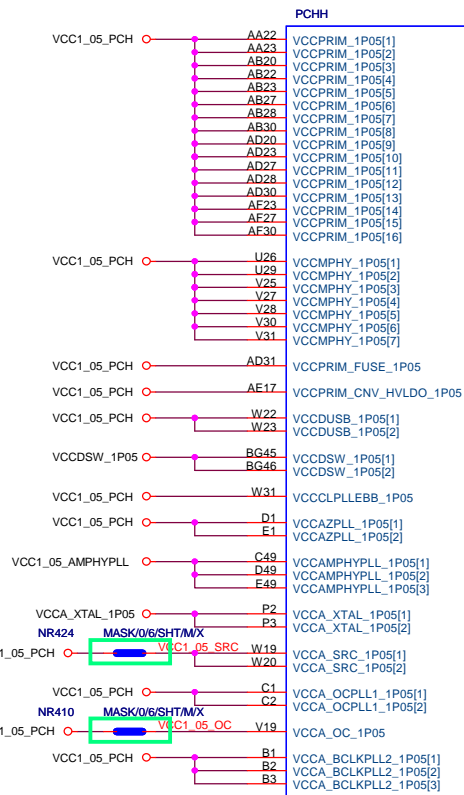 PCHH
VCC1_05_PCH AA22 VCCPRIM_1P05[1]
AA23 VCCPRIM_1P05[2]
AB20 VCCPRIM_1P05[3]
AB22 VCCPRIM_1P05[4]
AB23 VCCPRIM_1P05[5]
AB27 VCCPRIM_1P05[6]
AB28 VCCPRIM_1P05[7]
AB30 VCCPRIM_1P05[8]
AD20 VCCPRIM_1P05[9]
AD23 VCCPRIM_1P05[10]
AD27 VCCPRIM_1P05[11]
AD28 VCCPRIM_1P05[12]
AD30 VCCPRIM_1P05[13]
AF23 VCCPRIM_1P05[14]
AF27 VCCPRIM_1P05[15]
AF30 VCCPRIM_1P05[16]
VCC1_05_PCH U26 VCCMPHY_1P05[1]
U29 VCCMPHY_1P05[2]
V25 VCCMPHY_1P05[3]
V27 VCCMPHY_1P05[4]
V28 VCCMPHY_1P05[5]
V30 VCCMPHY_1P05[6]
V31 VCCMPHY_1P05[7]
VCC1_05_PCH AD31 VCCPRIM_FUSE_1P05
VCC1_05_PCH AE17 VCCPRIM_CNV_HVLDO_1P05
VCC1_05_PCH W22 VCCDUSB_1P05[1]
W23 VCCDUSB_1P05[2]
VCCDSW_1P05 BG45 VCCDSW_1P05[1]
BG46 VCCDSW_1P05[2]
VCC1_05_PCH W31 VCCCLPLLEBB_1P05
VCC1_05_PCH D1 VCCAZPLL_1P05[1]
E1 VCCAZPLL_1P05[2]
VCC1_05_AMPHYPLL C49 VCCAMPHYPLL_1P05[1]
D49 VCCAMPHYPLL_1P05[2]
E49 VCCAMPHYPLL_1P05[3]
VCCA_XTAL_1P05 P2 VCCA_XTAL_1P05[1]
P3 VCCA_XTAL_1P05[2]
NR424 MASK/0/6/SHT/M/X
1_05_PCH VCC1_05_SRC W19 VCCA_SRC_1P05[1]
W20 VCCA_SRC_1P05[2]
VCC1_05_PCH C1 VCCA_OCPLL1_1P05[1]
C2 VCCA_OCPLL1_1P05[2]
NR410 MASK/0/6/SHT/M/X
1_05_PCH VCC1_05_OC V19 VCCA_OC_1P05
VCC1_05_PCH B1 VCCA_BCLKPLL2_1P05[1]
B2 VCCA_BCLKPLL2_1P05[2]
B3 VCCA_BCLKPLL2_1P05[3]